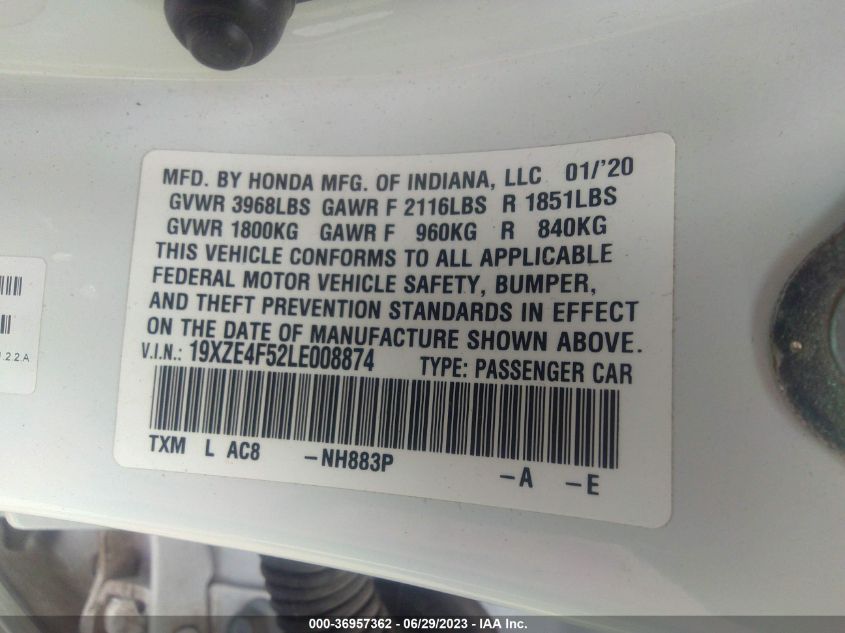 MFD. BY HONDA MFG. OF INDIANA, LLC 01/'20
GVWR 3968LBS GAWR F 2116LBS R 1851LBS
GVWR 1800KG GAWR F 960KG R 840KG
THIS VEHICLE CONFORMS TO ALL APPLICABLE
FEDERAL MOTOR VEHICLE SAFETY, BUMPER,
AND THEFT PREVENTION STANDARDS IN EFFECT
ON THE DATE OF MANUFACTURE SHOWN ABOVE.
V.I.N.: 19XZE4F52LE008874 TYPE: PASSENGER CAR
TXM L AC8 -NH883P -A -E
.2.2.A
000-36957362 - 06/29/2023 - IAA Inc.